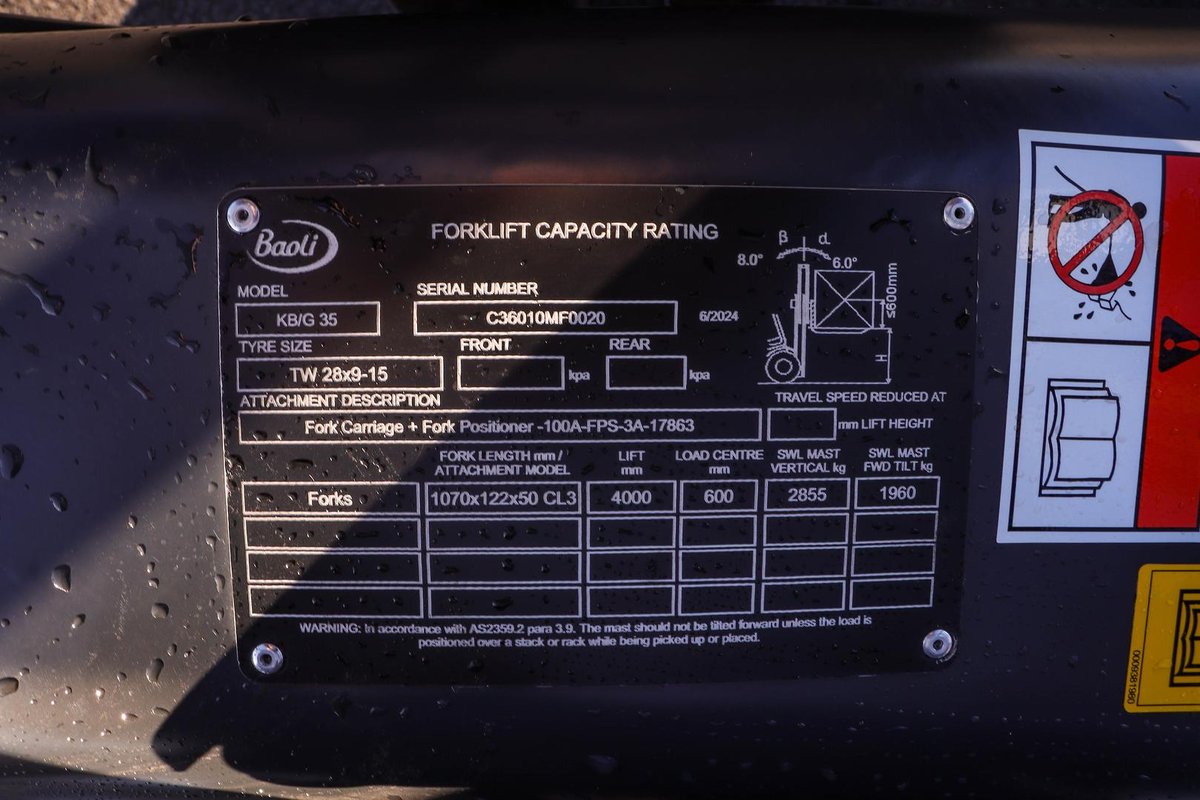 Baoli
FORKLIFT CAPACITY RATING
β α
8.0° 6.0°
≤600mm
H
MODEL
KB/G 35
SERIAL NUMBER
C36010MF0020
6/2024
TYRE SIZE
TW 28x9-15
FRONT
kpa
REAR
kpa
ATTACHMENT DESCRIPTION
Fork Carriage + Fork Positioner -100A-FPS-3A-17863
TRAVEL SPEED REDUCED AT
mm LIFT HEIGHT
FORK LENGTH mm / LIFT LOAD CENTRE SWL MAST SWL MAST
ATTACHMENT MODEL mm mm VERTICAL kg FWD TILT kg
Forks 1070x122x50 CL3 4000 600 2855 1960
WARNING: In accordance with AS2359.2 para 3.9. The mast should not be tilted forward unless the load is
positioned over a stack or rack while being picked up or placed.